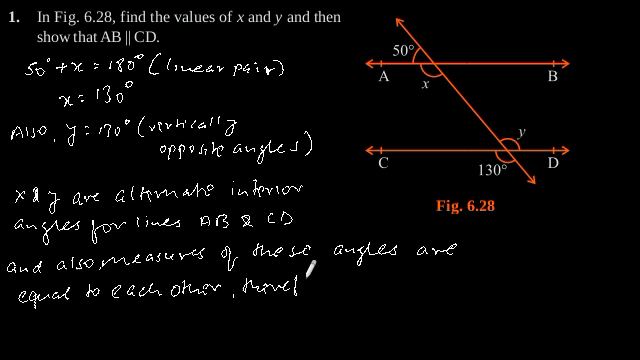 1. In Fig. 6.28, find the values of x and y and then
show that AB || CD.
50° + x = 180° (linear pair)
x = 130°
Also, y = 130° (vertically
opposite angles)
x & y are alternate interior
angles for lines AB & CD
and also measures of these angles are
equal to each other, theref
50°
A
B
x
y
C
D
130°
Fig. 6.28